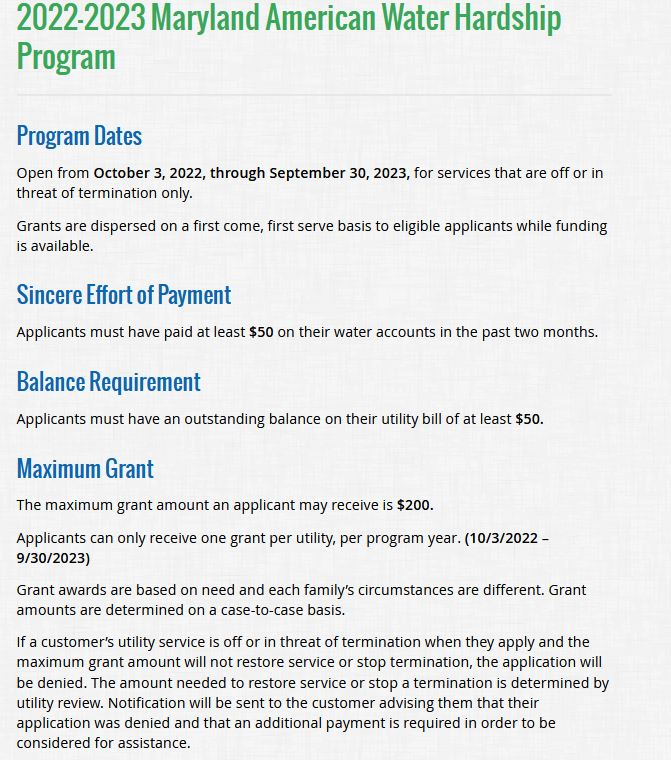 2022-2023 Maryland American Water Hardship
Program
Program Dates
Open from October 3, 2022, through September 30, 2023, for services that are off or in
threat of termination only.
Grants are dispersed on a first come, first serve basis to eligible applicants while funding
is available.
Sincere Effort of Payment
Applicants must have paid at least $50 on their water accounts in the past two months.
Balance Requirement
Applicants must have an outstanding balance on their utility bill of at least $50.
Maximum Grant
The maximum grant amount an applicant may receive is $200.
Applicants can only receive one grant per utility, per program year. (10/3/2022 –
9/30/2023)
Grant awards are based on need and each family’s circumstances are different. Grant
amounts are determined on a case-to-case basis.
If a customer’s utility service is off or in threat of termination when they apply and the
maximum grant amount will not restore service or stop termination, the application will
be denied. The amount needed to restore service or stop a termination is determined by
utility review. Notification will be sent to the customer advising them that their
application was denied and that an additional payment is required in order to be
considered for assistance.